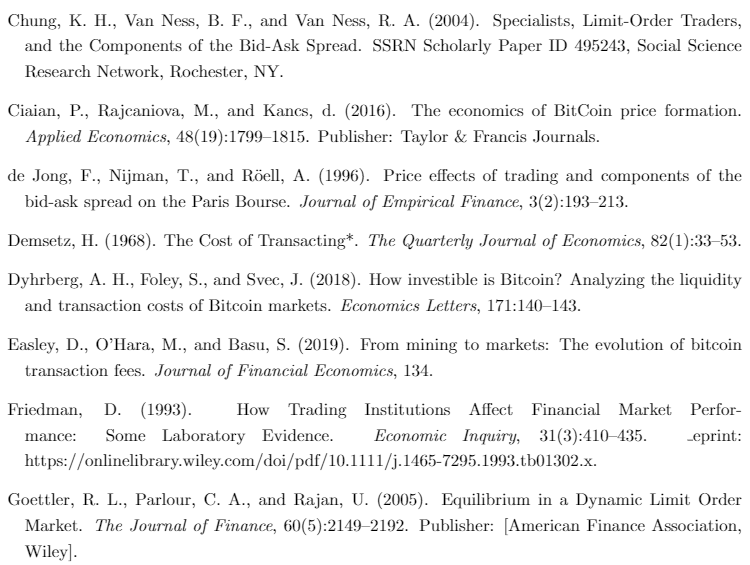 Chung, K. H., Van Ness, B. F., and Van Ness, R. A. (2004). Specialists, Limit-Order Traders,
and the Components of the Bid-Ask Spread. SSRN Scholarly Paper ID 495243, Social Science
Research Network, Rochester, NY.
Ciaian, P., Rajcaniova, M., and Kancs, d. (2016). The economics of BitCoin price formation.
Applied Economics, 48(19):1799–1815. Publisher: Taylor & Francis Journals.
de Jong, F., Nijman, T., and Röell, A. (1996). Price effects of trading and components of the
bid-ask spread on the Paris Bourse. Journal of Empirical Finance, 3(2):193–213.
Demsetz, H. (1968). The Cost of Transacting*. The Quarterly Journal of Economics, 82(1):33–53.
Dyhrberg, A. H., Foley, S., and Svec, J. (2018). How investible is Bitcoin? Analyzing the liquidity
and transaction costs of Bitcoin markets. Economics Letters, 171:140–143.
Easley, D., O'Hara, M., and Basu, S. (2019). From mining to markets: The evolution of bitcoin
transaction fees. Journal of Financial Economics, 134.
Friedman, D. (1993). How Trading Institutions Affect Financial Market Perfor-
mance: Some Laboratory Evidence. Economic Inquiry, 31(3):410–435. _eprint:
https://onlinelibrary.wiley.com/doi/pdf/10.1111/j.1465-7295.1993.tb01302.x.
Goettler, R. L., Parlour, C. A., and Rajan, U. (2005). Equilibrium in a Dynamic Limit Order
Market. The Journal of Finance, 60(5):2149–2192. Publisher: [American Finance Association,
Wiley].